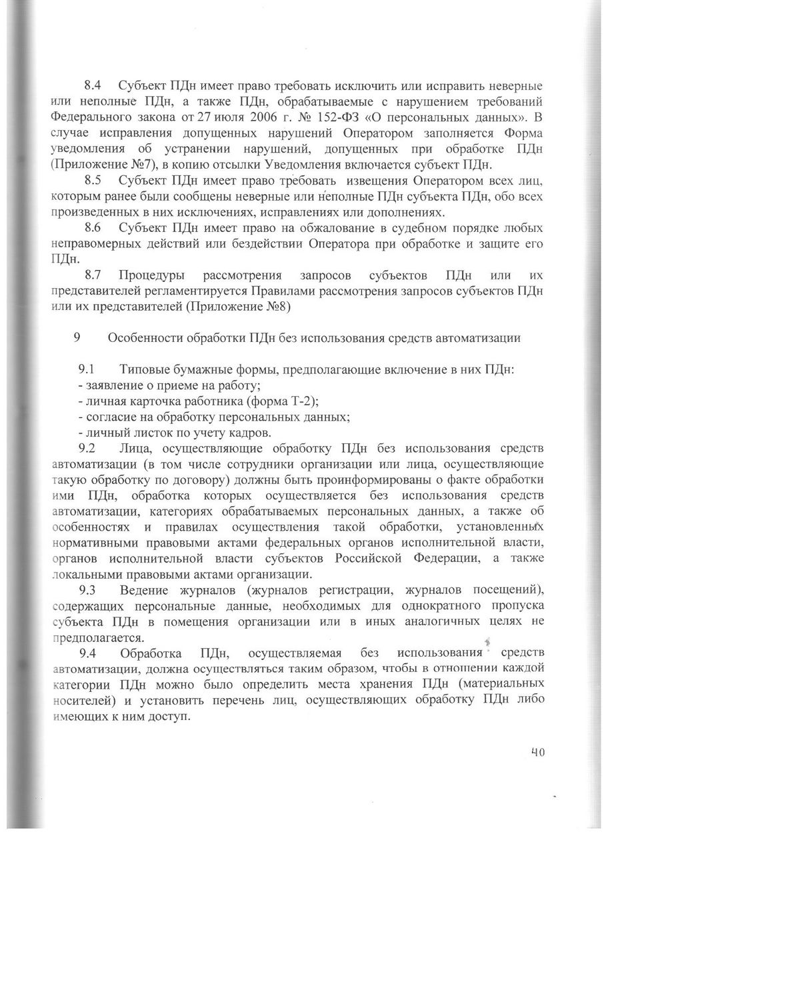 8.4 Субъект ПДн имеет право требовать исключить или исправить неверные
или неполные ПДн, а также ПДн, обрабатываемые с нарушением требований
Федерального закона от 27 июля 2006 г. № 152-ФЗ «О персональных данных». В
случае исправления допущенных нарушений Оператором заполняется Форма
уведомления об устранении нарушений, допущенных при обработке ПДн
(Приложение №7), в копию отсылки Уведомления включается субъект ПДн.
8.5 Субъект ПДн имеет право требовать извещения Оператором всех лиц,
которым ранее были сообщены неверные или неполные ПДн субъекта ПДн, обо всех
произведенных в них исключениях, исправлениях или дополнениях.
8.6 Субъект ПДн имеет право на обжалование в судебном порядке любых
неправомерных действий или бездействии Оператора при обработке и защите его
ПДн.
8.7 Процедуры рассмотрения запросов субъектов ПДн или их
представителей регламентируется Правилами рассмотрения запросов субъектов ПДн
или их представителей (Приложение №8)
9 Особенности обработки ПДн без использования средств автоматизации
9.1 Типовые бумажные формы, предполагающие включение в них ПДн:
- заявление о приеме на работу;
- личная карточка работника (форма Т-2);
- согласие на обработку персональных данных;
- личный листок по учету кадров.
9.2 Лица, осуществляющие обработку ПДн без использования средств
автоматизации (в том числе сотрудники организации или лица, осуществляющие
такую обработку по договору) должны быть проинформированы о факте обработки
ими ПДн, обработка которых осуществляется без использования средств
автоматизации, категориях обрабатываемых персональных данных, а также об
особенностях и правилах осуществления такой обработки, установленных
нормативными правовыми актами федеральных органов исполнительной власти,
органов исполнительной власти субъектов Российской Федерации, а также
локальными правовыми актами организации.
9.3 Ведение журналов (журналов регистрации, журналов посещений),
содержащих персональные данные, необходимых для однократного пропуска
субъекта ПДн в помещения организации или в иных аналогичных целях не
предполагается.
9.4 Обработка ПДн, осуществляемая без использования средств
автоматизации, должна осуществляться таким образом, чтобы в отношении каждой
категории ПДн можно было определить места хранения ПДн (материальных
носителей) и установить перечень лиц, осуществляющих обработку ПДн либо
имеющих к ним доступ.
40